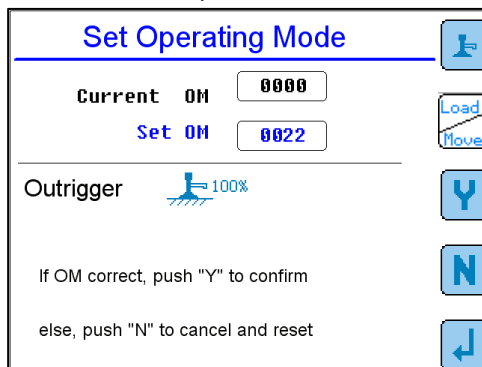 Set Operating Mode
Current OM 0000
Set OM 0022
Outrigger 100%
If OM correct, push "Y" to confirm
else, push "N" to cancel and reset
Load
Move
Y
N